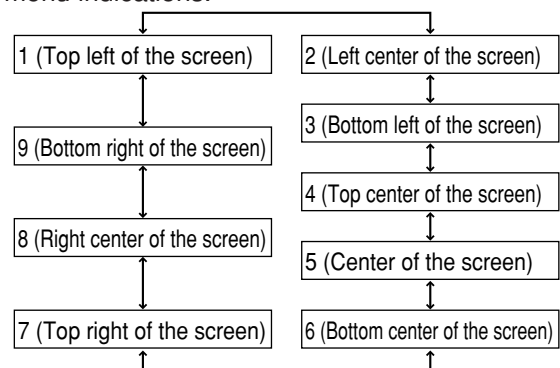 1 (Top left of the screen)
2 (Left center of the screen)
3 (Bottom left of the screen)
9 (Bottom right of the screen)
4 (Top center of the screen)
8 (Right center of the screen)
5 (Center of the screen)
7 (Top right of the screen)
6 (Bottom center of the screen)